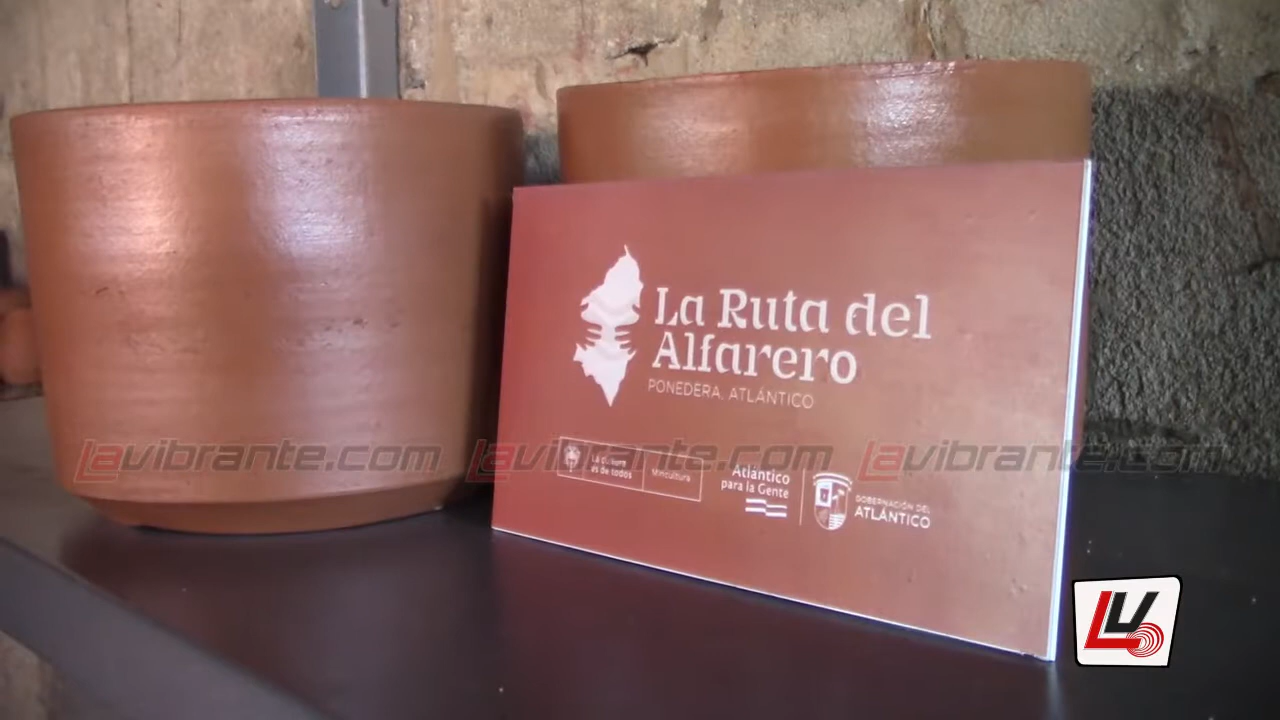 La Ruta del
Alfarero
PONEDERA, ATLÁNTICO
La cultura
es de todos
Mincultura
Atlántico
para la Gente
GOBERNACIÓN DEL
ATLÁNTICO
LAVIBRANTE.COM LAVIBRANTE.COM LAVIBRANTE.COM
LV